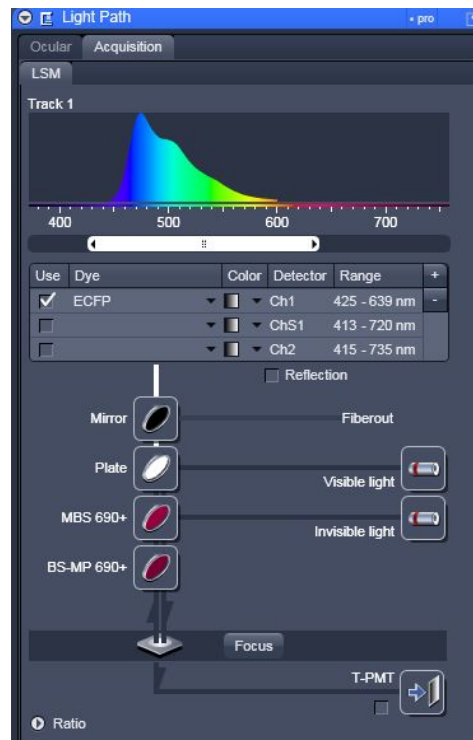 Light Path
pro
Ocular Acquisition
LSM
Track 1
400 500 600 700
Use Dye Color Detector Range +
ECFP Ch1 425 - 639 nm -
ChS1 413 - 720 nm
Ch2 415 - 735 nm
Reflection
Mirror Fiberout
Plate Visible light
MBS 690+ Invisible light
BS-MP 690+
Focus
T-PMT
Ratio